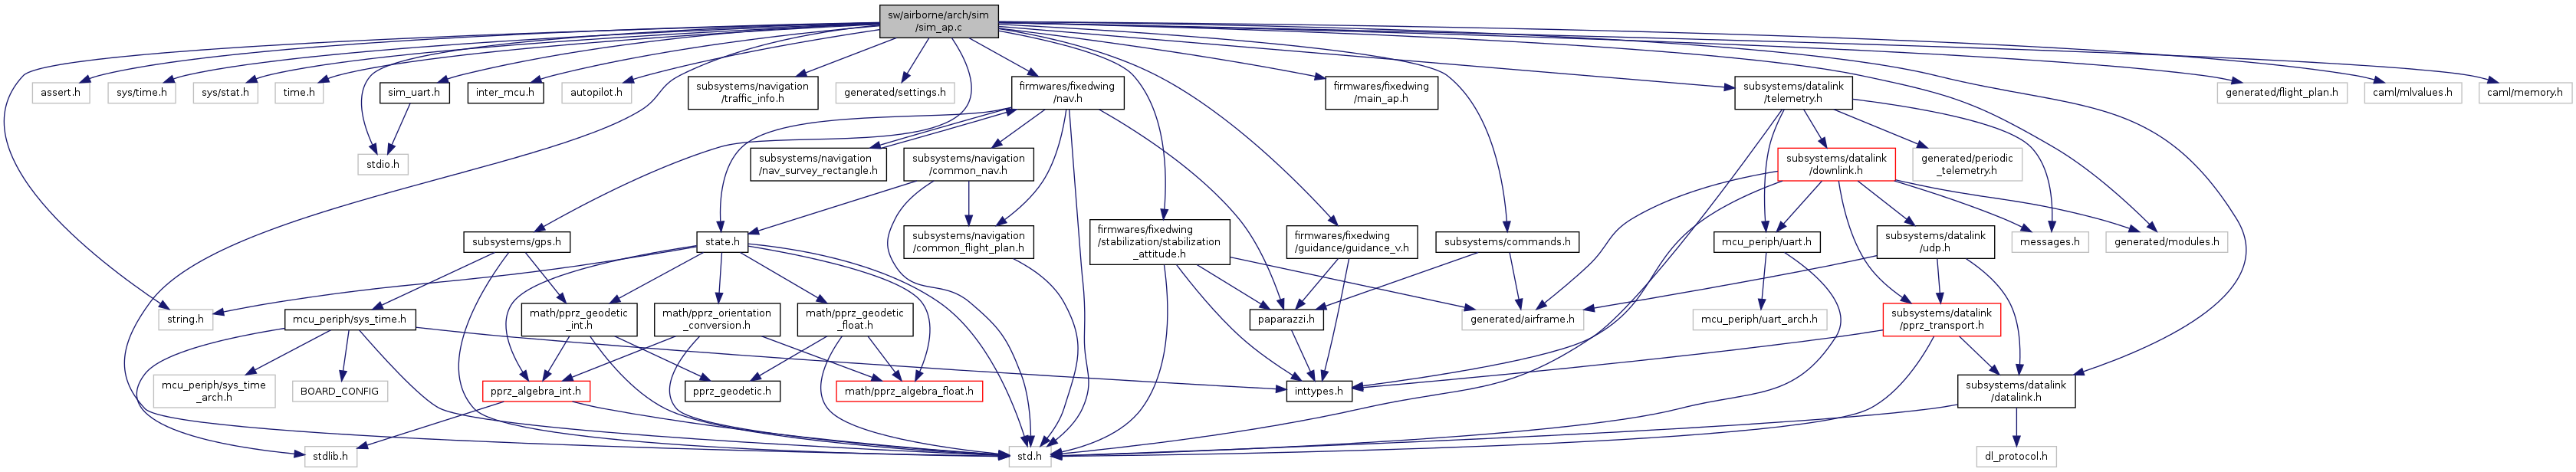 sw/airborne/arch/sim
/sim_ap.c
assert.h
sys/time.h
sys/stat.h
time.h
sim_uart.h
inter_mcu.h
autopilot.h
subsystems/navigation
/traffic_info.h
generated/settings.h
firmwares/fixedwing
/nav.h
firmwares/fixedwing
/main_ap.h
subsystems/datalink
/telemetry.h
generated/flight_plan.h
caml/mlvalues.h
caml/memory.h
stdio.h
subsystems/navigation
/nav_survey_rectangle.h
subsystems/navigation
/common_nav.h
subsystems/datalink
/downlink.h
generated/periodic
_telemetry.h
subsystems/gps.h
state.h
subsystems/navigation
/common_flight_plan.h
firmwares/fixedwing
/stabilization/stabilization
_attitude.h
firmwares/fixedwing
/guidance/guidance_v.h
subsystems/commands.h
mcu_periph/uart.h
subsystems/datalink
/udp.h
messages.h
generated/modules.h
string.h
mcu_periph/sys_time.h
math/pprz_geodetic
_int.h
math/pprz_orientation
_conversion.h
math/pprz_geodetic
_float.h
paparazzi.h
generated/airframe.h
mcu_periph/uart_arch.h
subsystems/datalink
/pprz_transport.h
mcu_periph/sys_time
_arch.h
BOARD_CONFIG
pprz_algebra_int.h
pprz_geodetic.h
math/pprz_algebra_float.h
inttypes.h
subsystems/datalink
/datalink.h
stdlib.h
std.h
dl_protocol.h